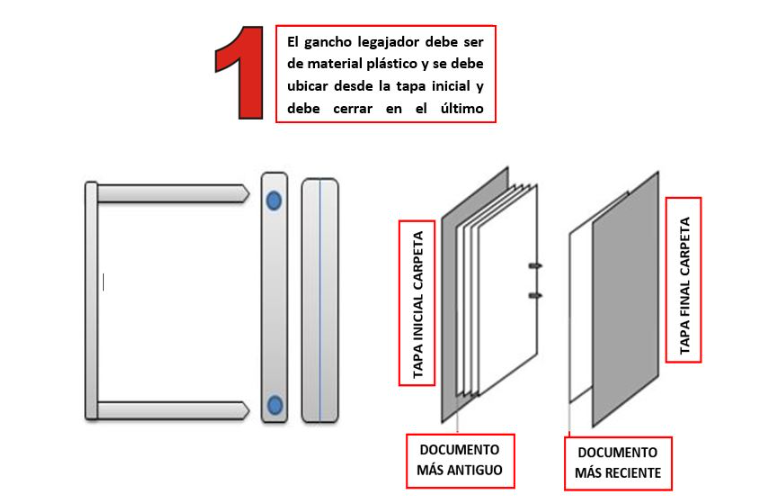 1
El gancho legajador debe ser
de material plástico y se debe
ubicar desde la tapa inicial y
debe cerrar en el último
TAPA INICIAL CARPETA
TAPA FINAL CARPETA
DOCUMENTO
MÁS ANTIGUO
DOCUMENTO
MÁS RECIENTE